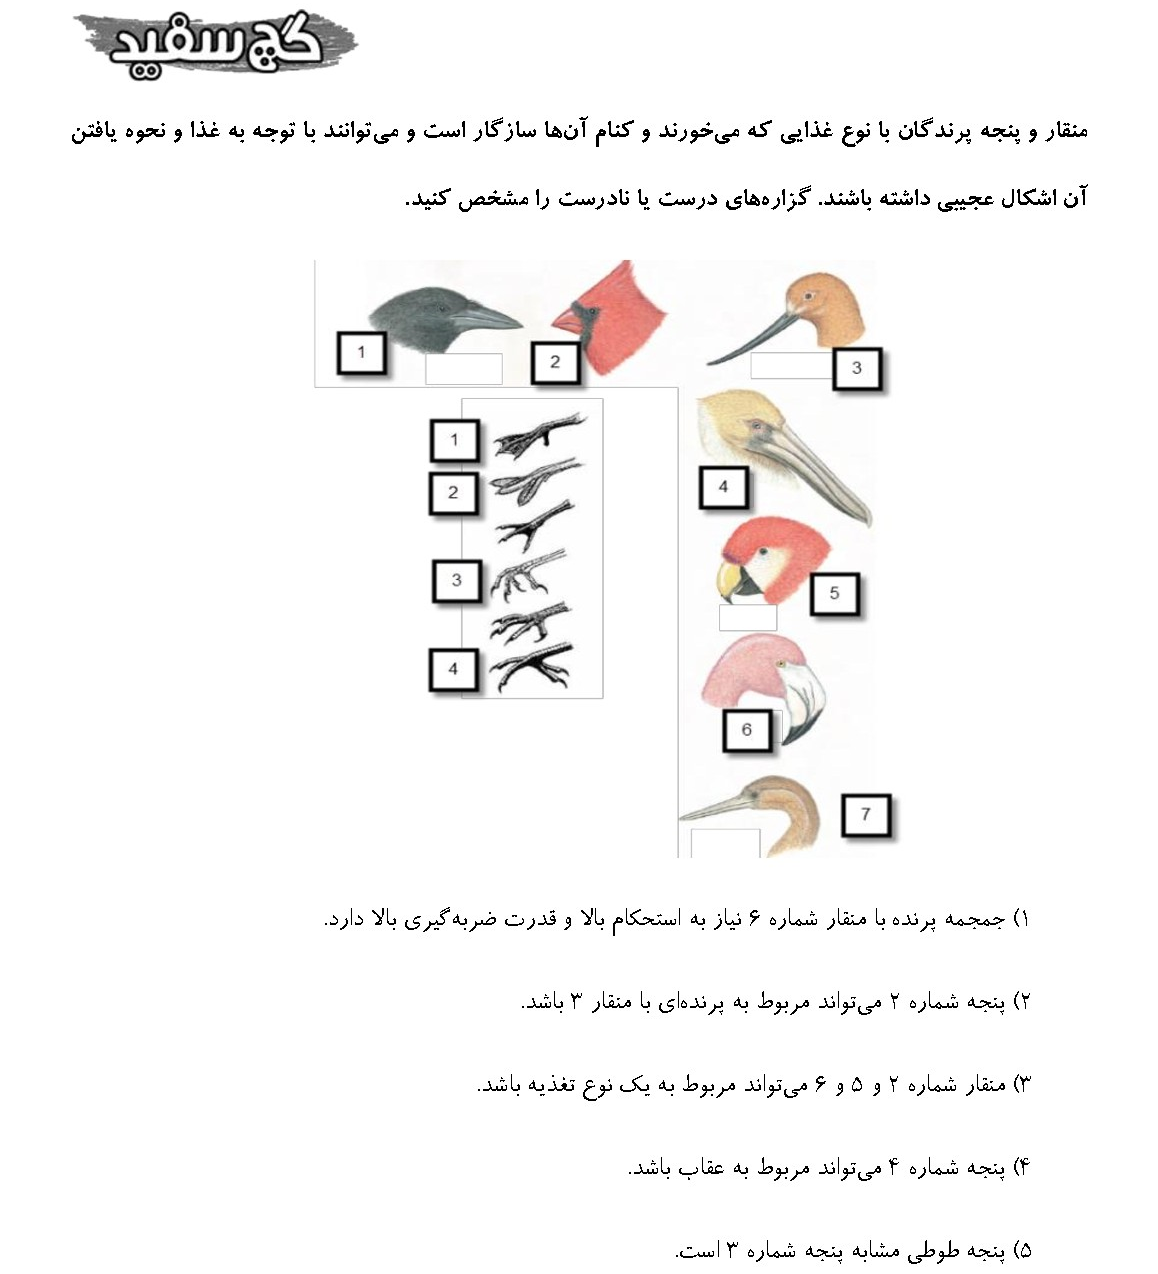 گچ سفید
منقار و پنجه پرندگان با نوع غذایی که می‌خورند و کنام آن‌ها سازگار است و می‌توانند با توجه به غذا و نحوه یافتن
آن اشکال عجیبی داشته باشند. گزاره‌های درست یا نادرست را مشخص کنید.
1
2
3
1
2
3
4
4
5
6
7
۱) جمجمه پرنده با منقار شماره ۶ نیاز به استحکام بالا و قدرت ضربه‌گیری بالا دارد.
۲) پنجه شماره ۲ می‌تواند مربوط به پرنده‌ای با منقار ۳ باشد.
۳) منقار شماره ۲ و ۵ و ۶ می‌تواند مربوط به یک نوع تغذیه باشد.
۴) پنجه شماره ۴ می‌تواند مربوط به عقاب باشد.
۵) پنجه طوطی مشابه پنجه شماره ۳ است.